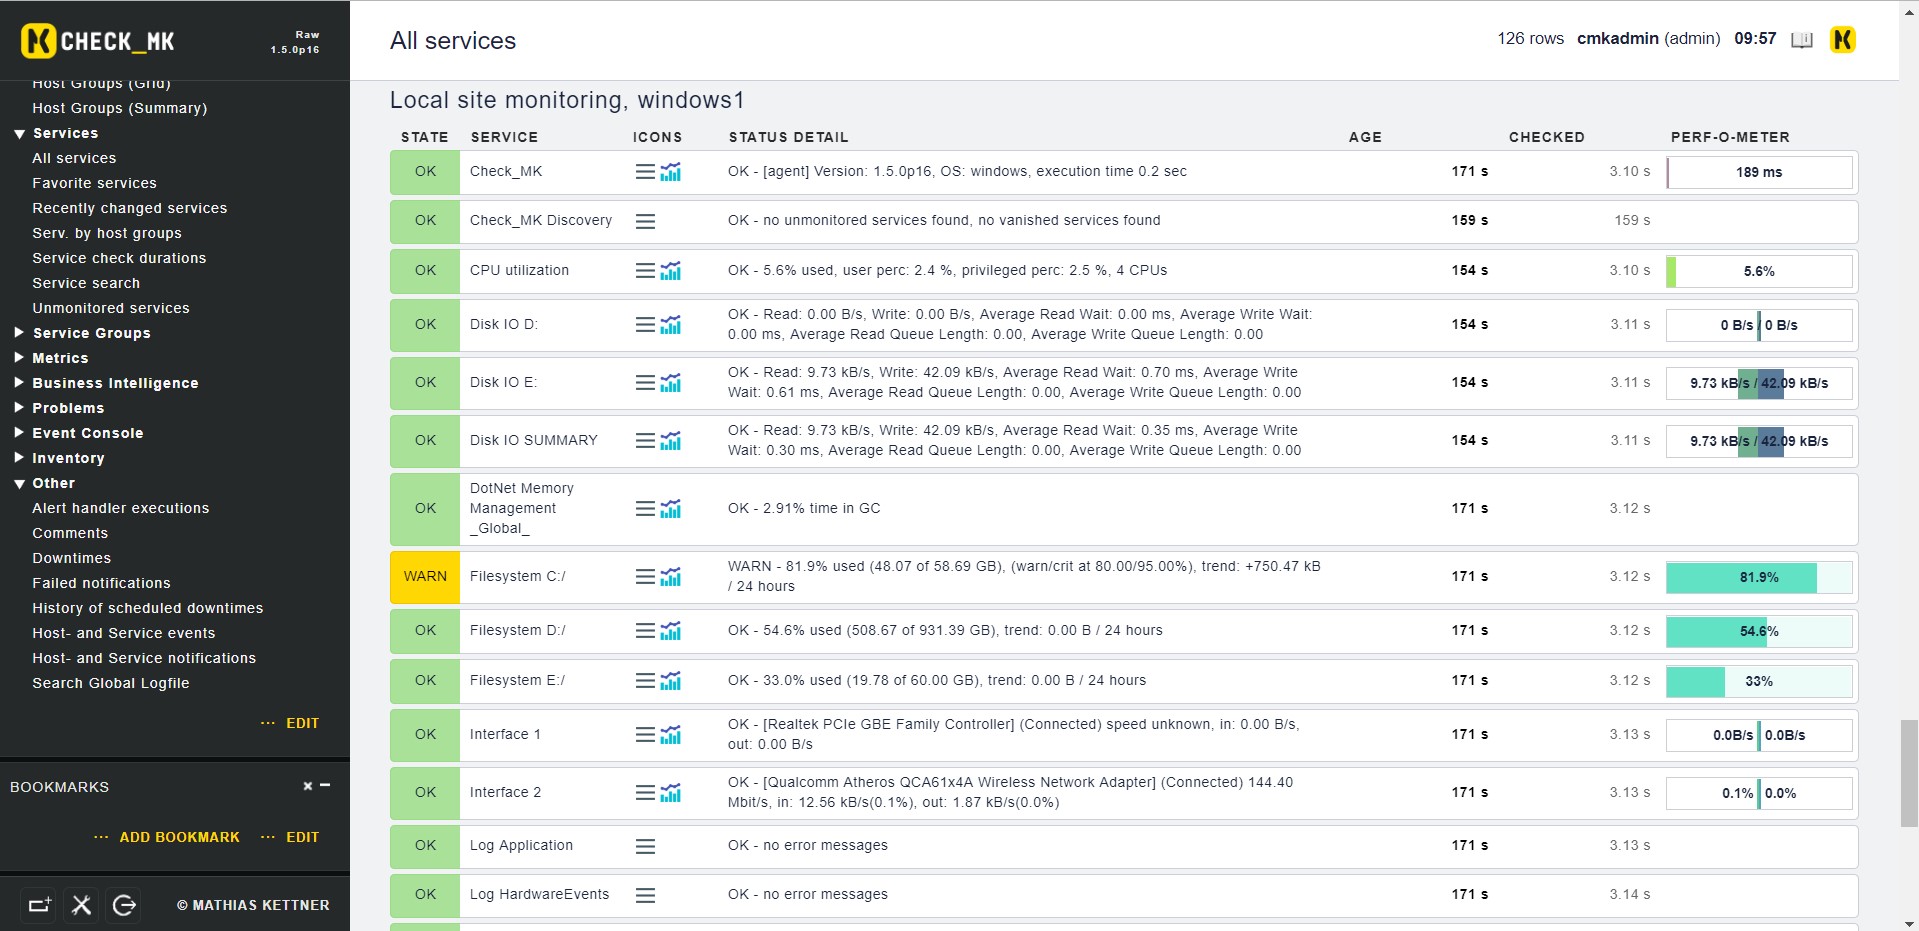 CHECK_MK
Raw
1.5.0p16
Host Groups (Grid)
Host Groups (Summary)
Services
All services
Favorite services
Recently changed services
Serv. by host groups
Service check durations
Service search
Unmonitored services
Service Groups
Metrics
Business Intelligence
Problems
Event Console
Inventory
Other
Alert handler executions
Comments
Downtimes
Failed notifications
History of scheduled downtimes
Host- and Service events
Host- and Service notifications
Search Global Logfile
··· EDIT
BOOKMARKS
··· ADD BOOKMARK ··· EDIT
© MATHIAS KETTNER
All services
126 rows cmkadmin (admin) 09:57
Local site monitoring, windows1
STATE SERVICE ICONS STATUS DETAIL AGE CHECKED PERF-O-METER
OK Check_MK OK - [agent] Version: 1.5.0p16, OS: windows, execution time 0.2 sec 171 s 3.10 s 189 ms
OK Check_MK Discovery OK - no unmonitored services found, no vanished services found 159 s 159 s
OK CPU utilization OK - 5.6% used, user perc: 2.4 %, privileged perc: 2.5 %, 4 CPUs 154 s 3.10 s 5.6%
OK Disk IO D: OK - Read: 0.00 B/s, Write: 0.00 B/s, Average Read Wait: 0.00 ms, Average Write Wait: 154 s 3.11 s 0 B/s / 0 B/s
0.00 ms, Average Read Queue Length: 0.00, Average Write Queue Length: 0.00
OK Disk IO E: OK - Read: 9.73 kB/s, Write: 42.09 kB/s, Average Read Wait: 0.70 ms, Average Write 154 s 3.11 s 9.73 kB/s / 42.09 kB/s
Wait: 0.61 ms, Average Read Queue Length: 0.00, Average Write Queue Length: 0.00
OK Disk IO SUMMARY OK - Read: 9.73 kB/s, Write: 42.09 kB/s, Average Read Wait: 0.35 ms, Average Write 154 s 3.11 s 9.73 kB/s / 42.09 kB/s
Wait: 0.30 ms, Average Read Queue Length: 0.00, Average Write Queue Length: 0.00
DotNet Memory
OK Management OK - 2.91% time in GC 171 s 3.12 s
_Global_
WARN Filesystem C:/ WARN - 81.9% used (48.07 of 58.69 GB), (warn/crit at 80.00/95.00%), trend: +750.47 kB 171 s 3.12 s 81.9%
/ 24 hours
OK Filesystem D:/ OK - 54.6% used (508.67 of 931.39 GB), trend: 0.00 B / 24 hours 171 s 3.12 s 54.6%
OK Filesystem E:/ OK - 33.0% used (19.78 of 60.00 GB), trend: 0.00 B / 24 hours 171 s 3.12 s 33%
OK Interface 1 OK - [Realtek PCIe GBE Family Controller] (Connected) speed unknown, in: 0.00 B/s, 171 s 3.13 s 0.0B/s 0.0B/s
out: 0.00 B/s
OK Interface 2 OK - [Qualcomm Atheros QCA61x4A Wireless Network Adapter] (Connected) 144.40 171 s 3.13 s 0.1% 0.0%
Mbit/s, in: 12.56 kB/s(0.1%), out: 1.87 kB/s(0.0%)
OK Log Application OK - no error messages 171 s 3.13 s
OK Log HardwareEvents OK - no error messages 171 s 3.14 s